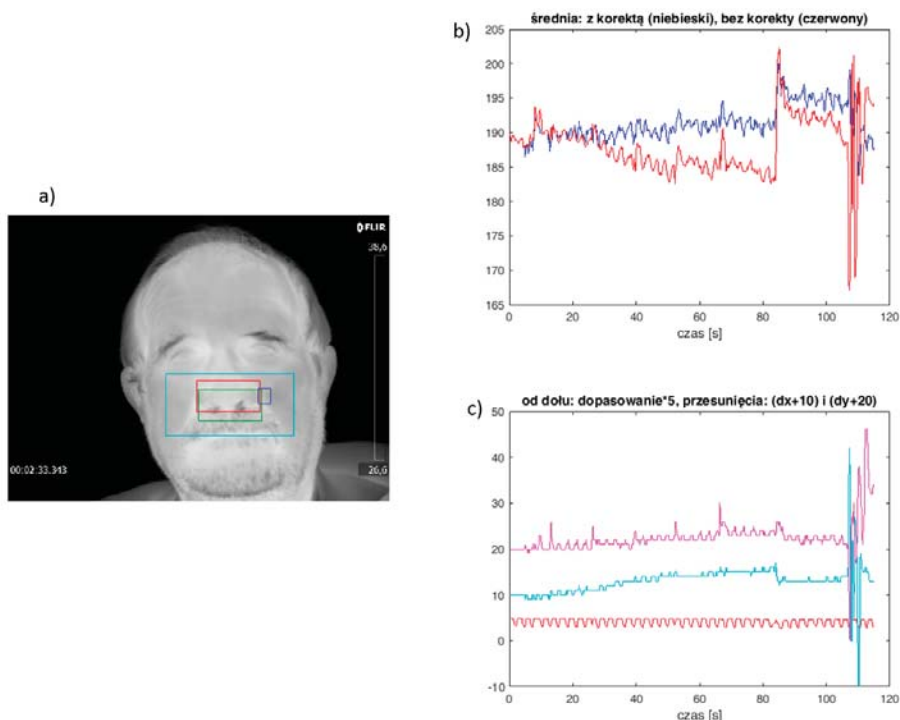 a)
FLIR
38,6
00:02:33.343
26,6
b)
średnia: z korektą (niebieski), bez korekty (czerwony)
205
200
195
190
185
180
175
170
165
0 20 40 60 80 100 120
czas [s]
c)
od dołu: dopasowanie*5, przesunięcia: (dx+10) i (dy+20)
50
40
30
20
10
0
-10
0 20 40 60 80 100 120
czas [s]